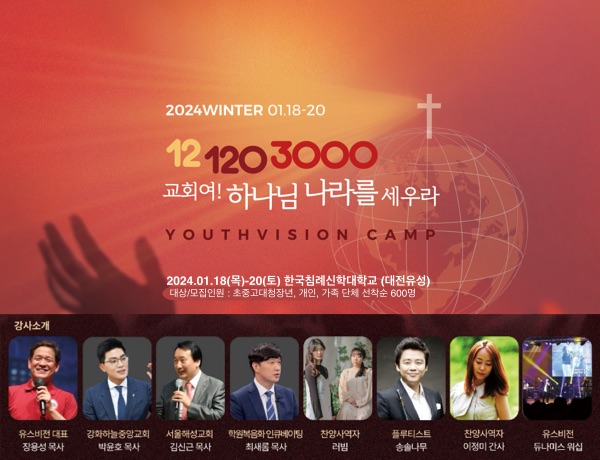 2024WINTER 01.18-20
12 120 3000
교회여! 하나님 나라를 세우라
YOUTHVISION CAMP
2024.01.18(목)-20(토) 한국침례신학대학교 (대전유성)
대상/모집인원 : 초중고대청장년, 개인, 가족 단체 선착순 600명
강사소개
유스비전 대표
장용성 목사
강화하늘중앙교회
박윤호 목사
서울해성교회
김신근 목사
학원복음화 인큐베이팅
최새롬 목사
찬양사역자
러빔
플루티스트
송솔나무
찬양사역자
이정미 간사
유스비전
듀나미스 워십